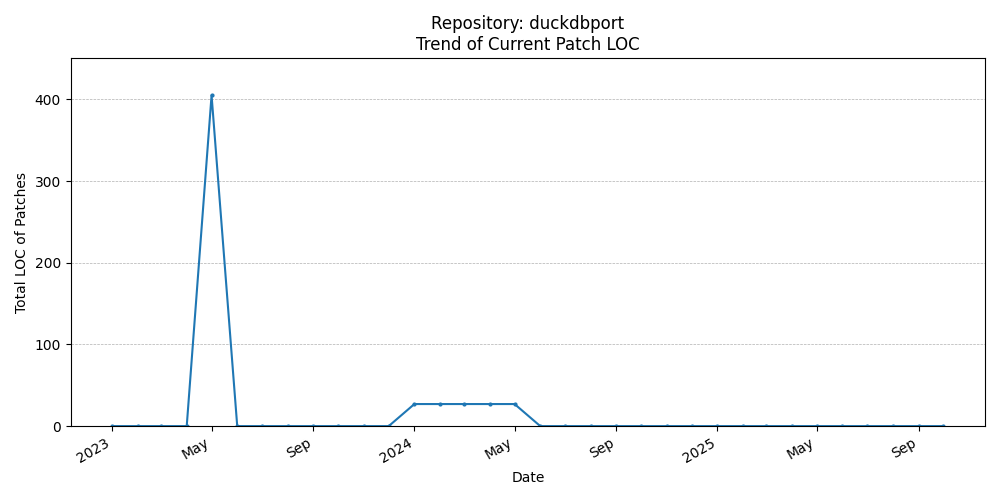 Repository: duckdbport
Trend of Current Patch LOC
Total LOC of Patches
400
300
200
100
0
2023
May
Sep
2024
May
Sep
2025
May
Sep
Date